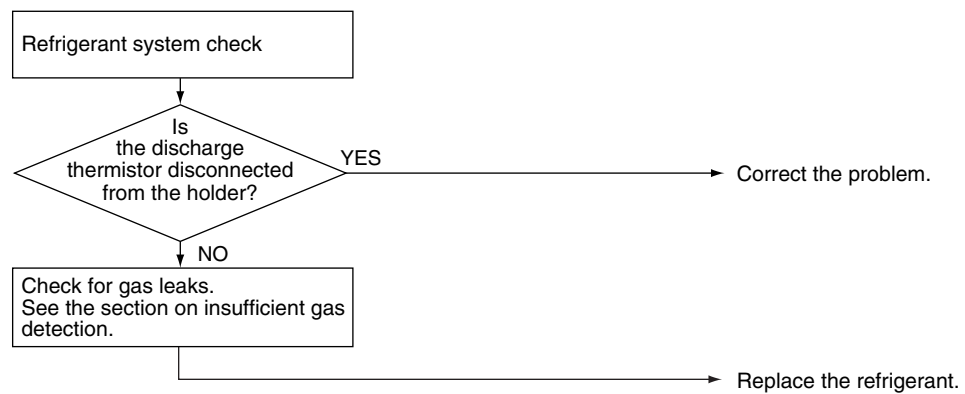 Refrigerant system check
Is
the discharge
thermistor disconnected
from the holder?
YES
Correct the problem.
NO
Check for gas leaks.
See the section on insufficient gas
detection.
Replace the refrigerant.